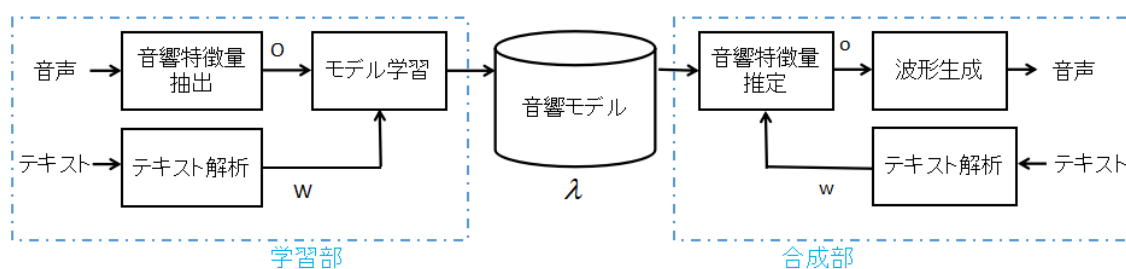 音声
音響特徴量
抽出
O
モデル学習
テキスト
テキスト解析
W
学習部
音響モデル
λ
音響特徴量
推定
o
波形生成
音声
テキスト解析
テキスト
w
合成部